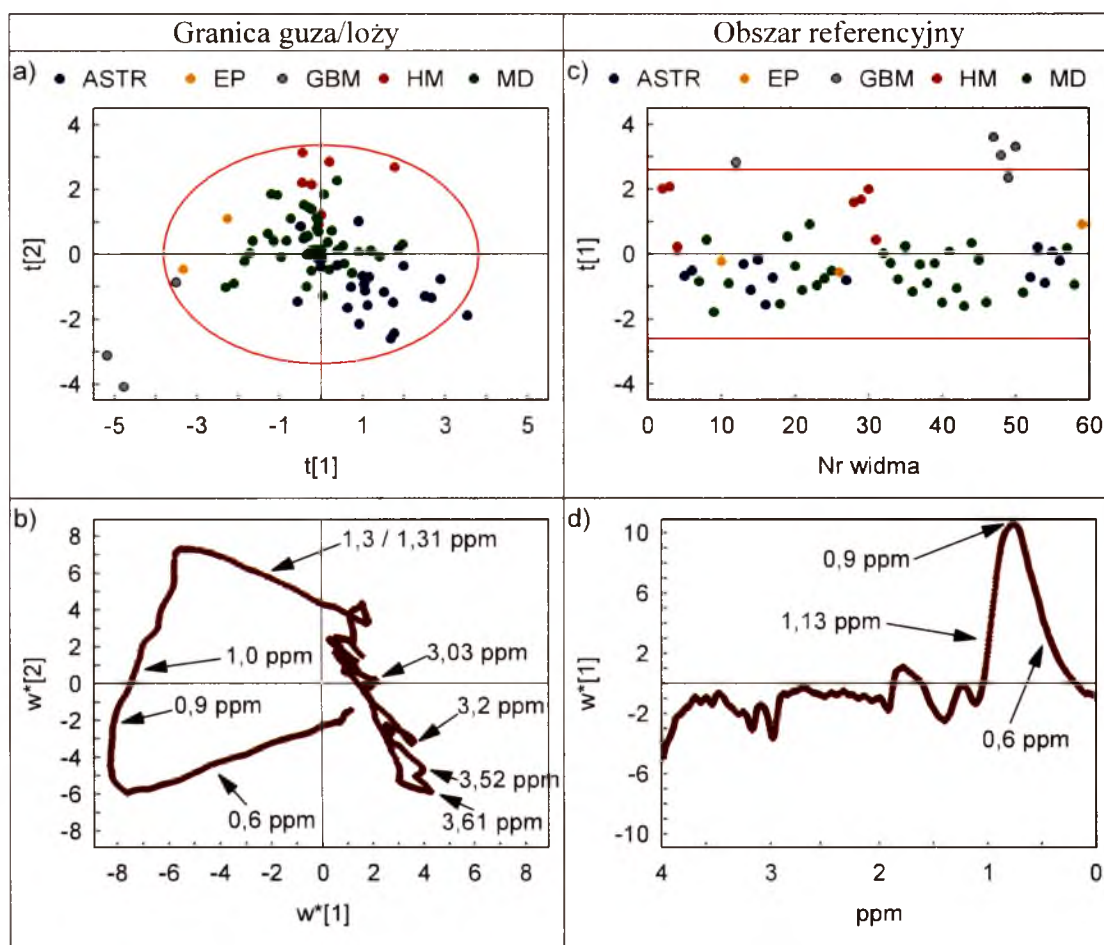 Granica guza/loży
Obszar referencyjny
a)
ASTR EP GBM HM MD
4
2
0
-2
-4
t[2]
-5 -3 -1 1 3 5
t[1]
c)
ASTR EP GBM HM MD
4
2
0
-2
-4
t[1]
0 10 20 30 40 50 60
Nr widma
b)
8
6
4
2
0
-2
-4
-6
-8
w*[2]
1,3 / 1,31 ppm
1,0 ppm
3,03 ppm
0,9 ppm
3,2 ppm
3,52 ppm
0,6 ppm
3,61 ppm
-8 -6 -4 -2 0 2 4 6 8
w*[1]
d)
10
6
2
-2
-6
-10
w*[1]
0,9 ppm
1,13 ppm
0,6 ppm
4 3 2 1 0
ppm